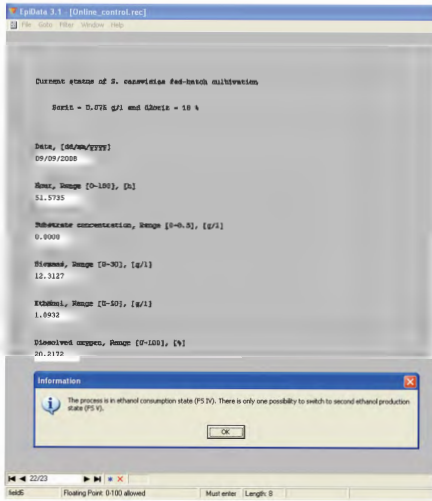 EpiData 3.1 - [Online_control.rec]
File Goto Filter Window Help
Current status of S. cerevisiae fed-batch cultivation
Scrit = 0.075 g/l and O2crit = 18 %
Date, [dd/mm/yyyy]
09/09/2008
Hour, Range [0-100], [h]
51.5735
Substrate concentration, Range [0-0.5], [g/l]
0.0008
Biomass, Range [0-30], [g/l]
12.3127
Ethanol, Range [0-50], [g/l]
1.0932
Dissolved oxygen, Range [0-100], [%]
20.2172
Information
The process is in ethanol consumption state (FS IV). There is only one possibility to switch to second ethanol production
state (FS V).
OK
22/23
field6 Floating Point 0-100 allowed Must enter Length: 8